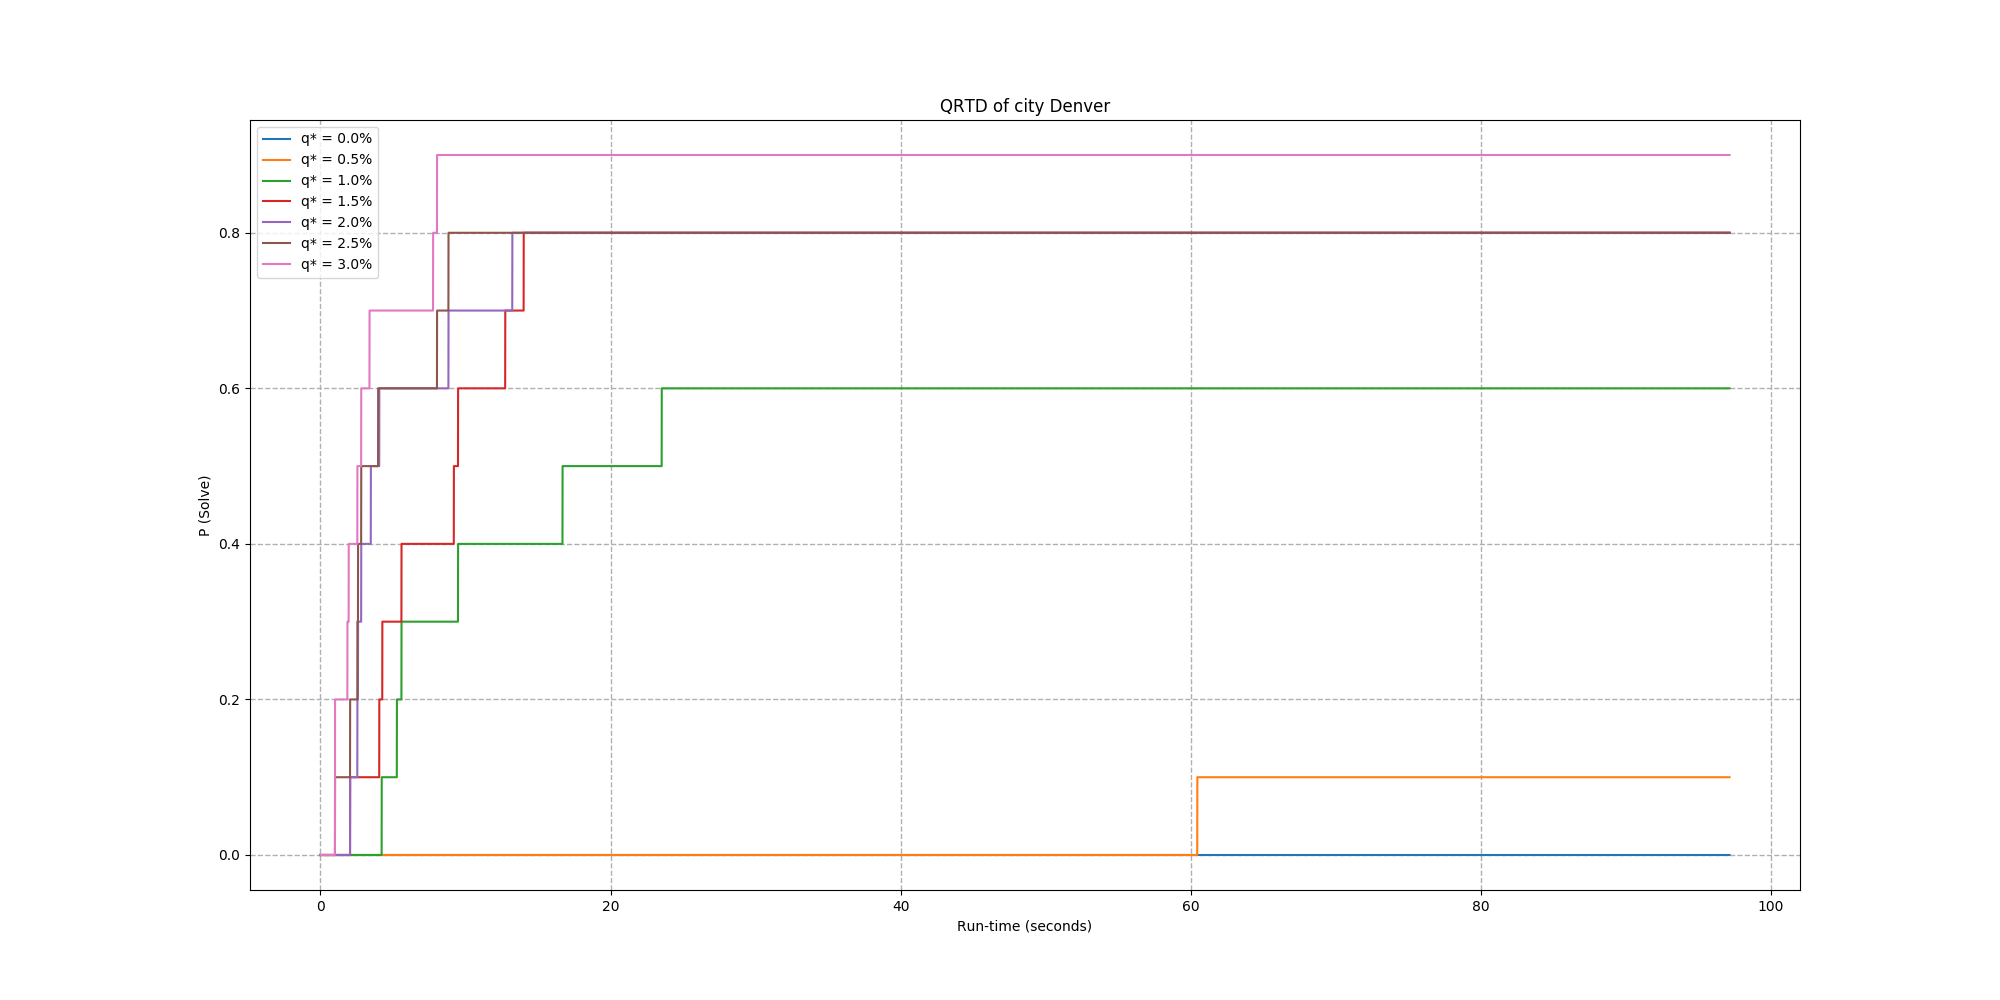 QRTD of city Denver
q* = 0.0%
q* = 0.5%
q* = 1.0%
q* = 1.5%
q* = 2.0%
q* = 2.5%
q* = 3.0%
0.8
0.6
0.4
0.2
0.0
P (Solve)
0 20 40 60 80 100
Run-time (seconds)